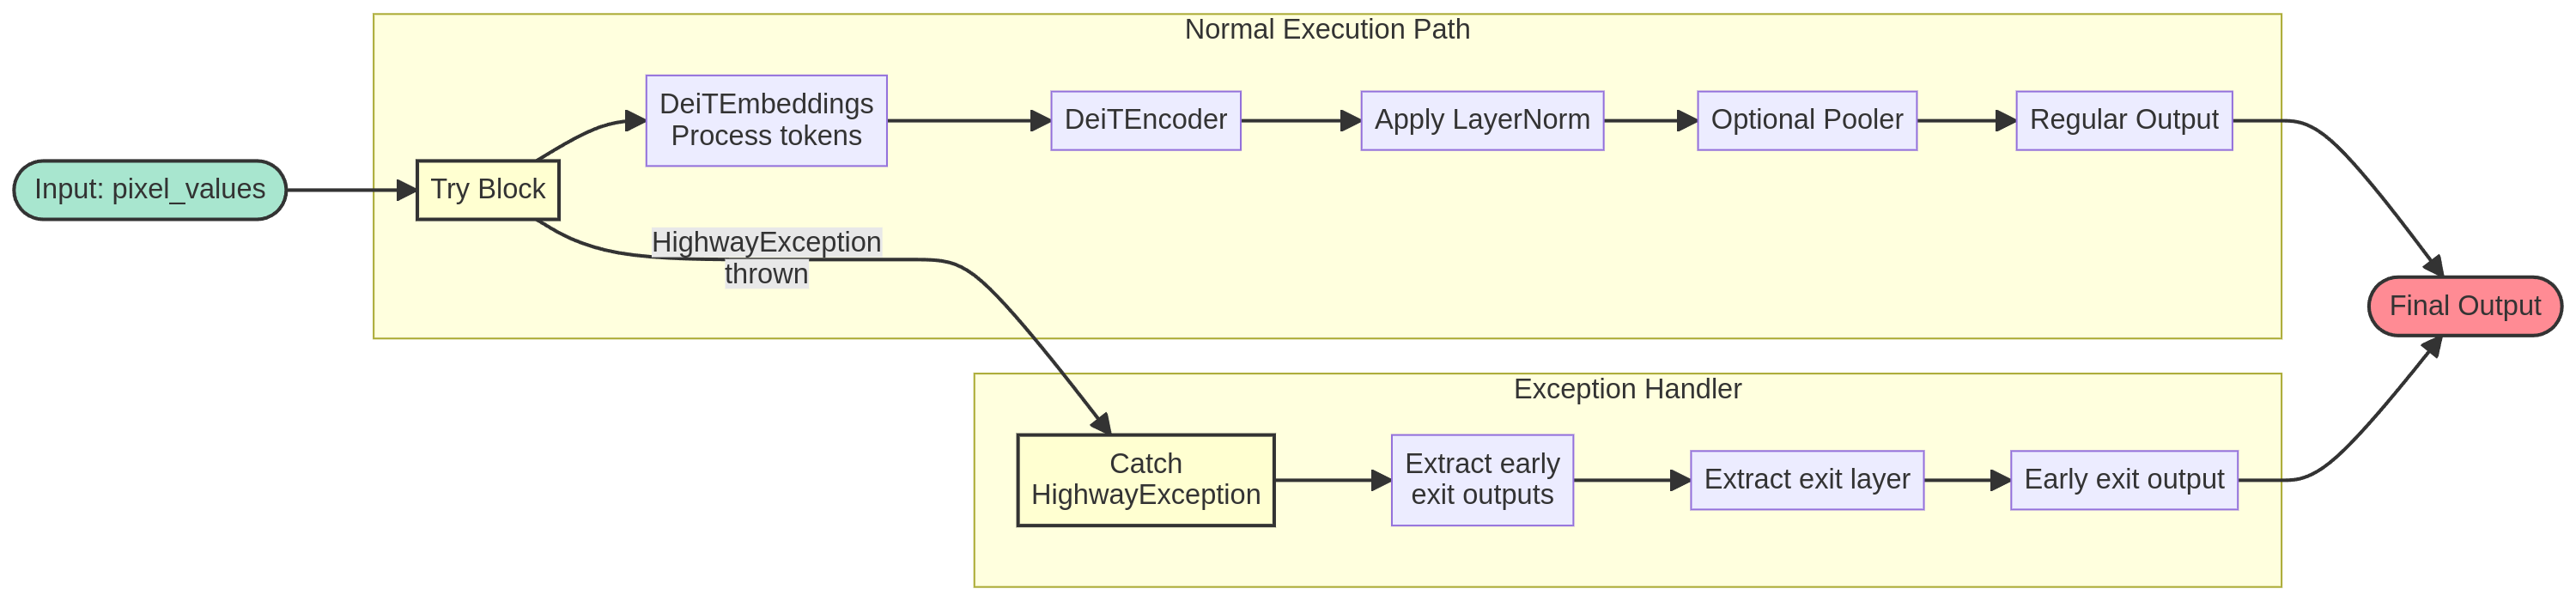 Normal Execution Path
Input: pixel_values
Try Block
DeiTEmbeddings
Process tokens
DeiTEncoder
Apply LayerNorm
Optional Pooler
Regular Output
HighwayException
thrown
Exception Handler
Catch
HighwayException
Extract early
exit outputs
Extract exit layer
Early exit output
Final Output